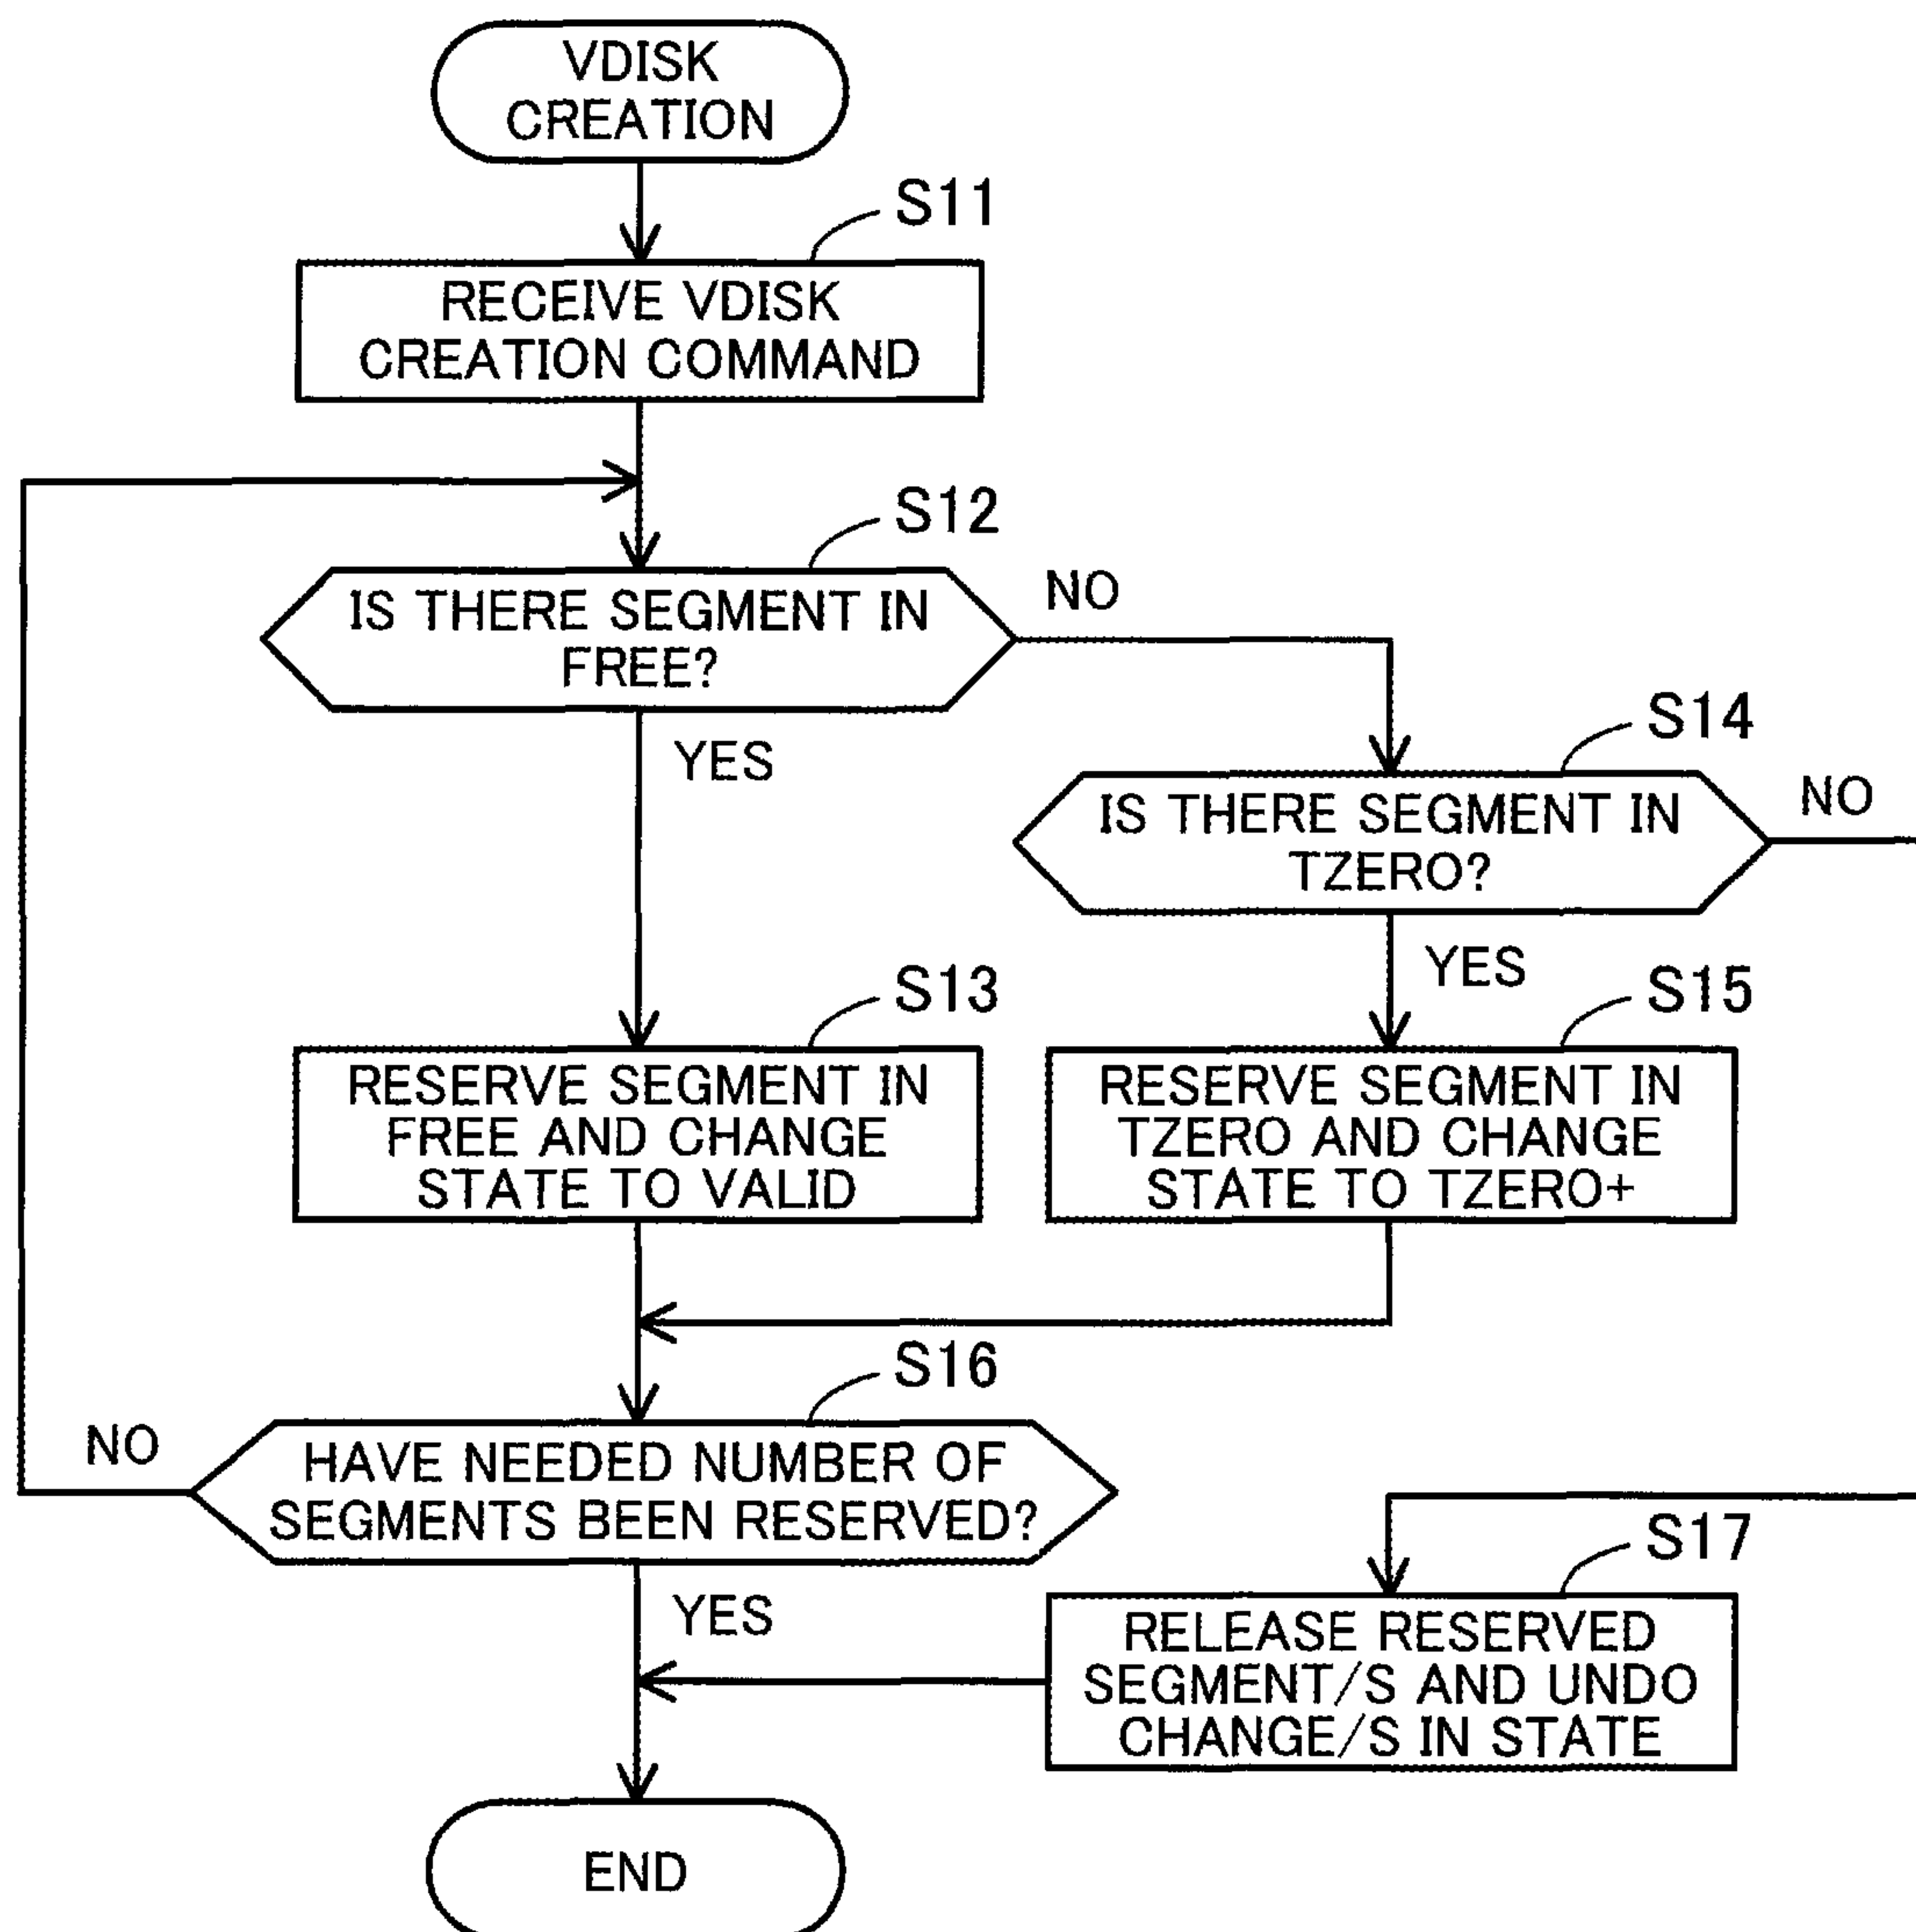 VDISK
CREATION
S11
RECEIVE VDISK
CREATION COMMAND
S12
IS THERE SEGMENT IN
FREE?
NO
YES
S14
IS THERE SEGMENT IN
TZERO?
NO
YES
S13
RESERVE SEGMENT IN
FREE AND CHANGE
STATE TO VALID
S15
RESERVE SEGMENT IN
TZERO AND CHANGE
STATE TO TZERO+
S16
HAVE NEEDED NUMBER OF
SEGMENTS BEEN RESERVED?
NO
YES
S17
RELEASE RESERVED
SEGMENT/S AND UNDO
CHANGE/S IN STATE
END